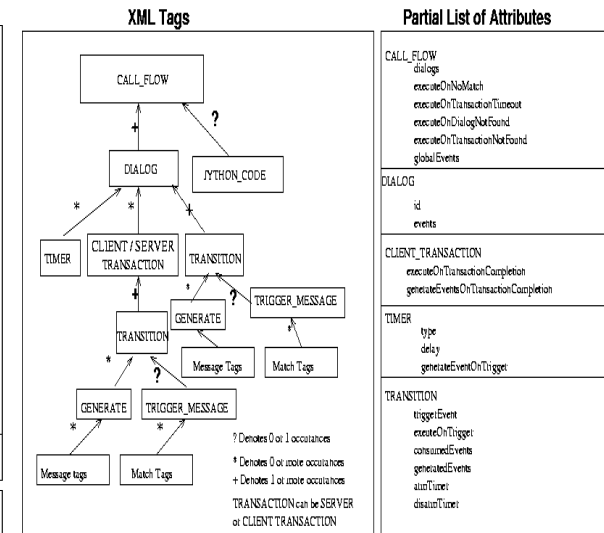 XML Tags
CALL_FLOW
+
?
DIALOG
JYTHON_CODE
*
*
+
TIMER
CLIENT / SERVER
TRANSACTION
TRANSITION
+
*
?
GENERATE
TRIGGER_MESSAGE
TRANSITION
*
*
Message Tags
Match Tags
*
?
GENERATE
TRIGGER_MESSAGE
*
*
Message tags
Match Tags
? Denotes 0 or 1 occutances
* Denotes 0 or more occutances
+ Denotes 1 or more occutances
TRANSACTION can be SERVER
or CLIENT TRANSACTION
Partial List of Attributes
CALL_FLOW
dialogs
executeOnNoMatch
executeOnTransactionTimeout
executeOnDialogNotFound
executeOnTransactionNotFound
globalEvents
DIALOG
id
events
CLIENT_TRANSACTION
executeOnTransactionCompletion
generateEventsOnTransactionCompletion
TIMER
type
delay
generateEventOnTrigger
TRANSITION
triggerEvent
executeOnTrigger
consumedEvents
generatedEvents
armTimer
disarmTimer